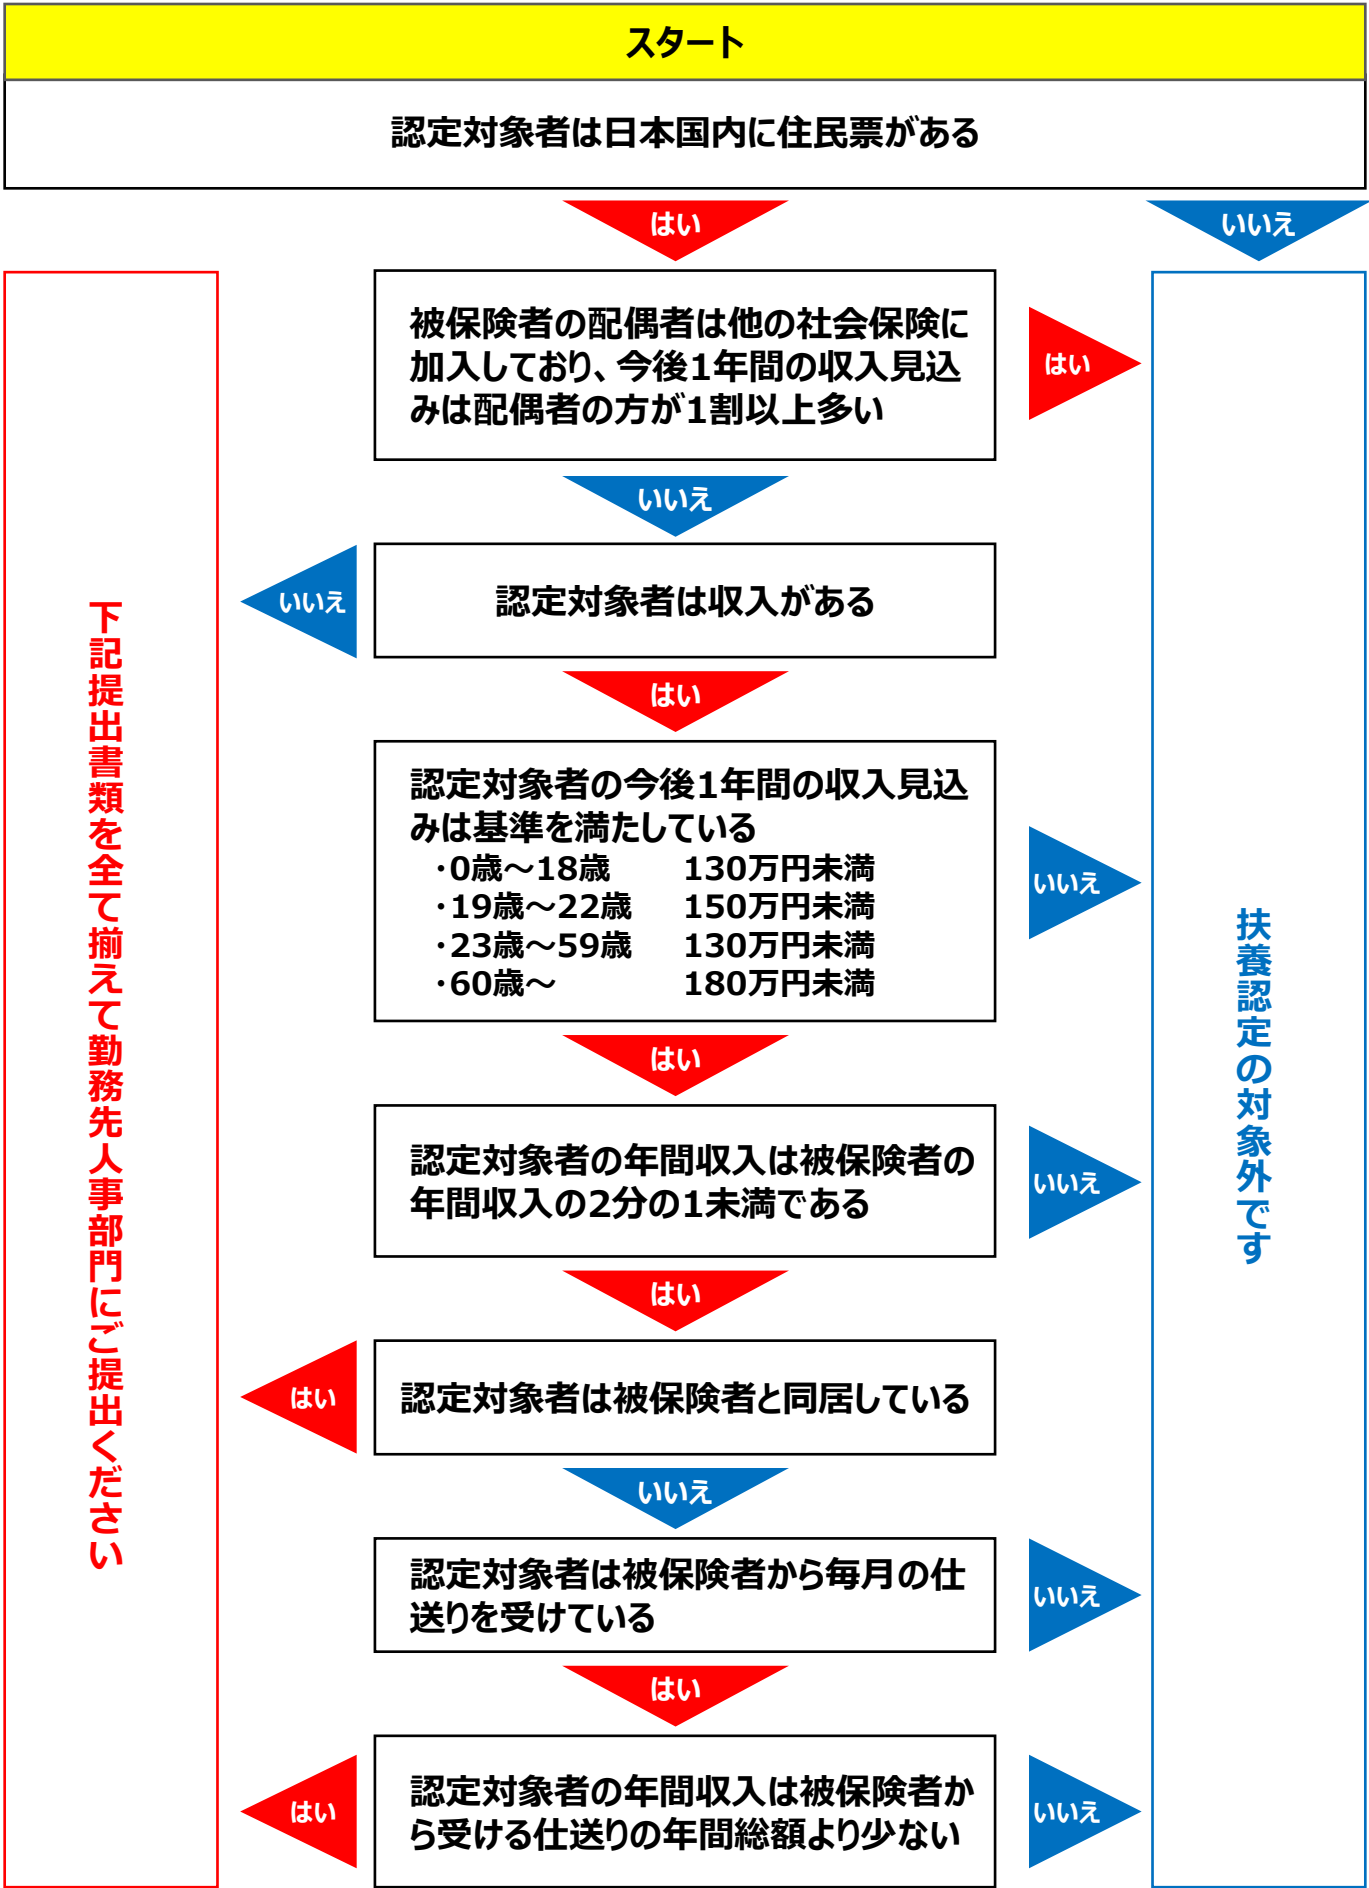 スタート
認定対象者は日本国内に住民票がある
はい
いいえ
被保険者の配偶者は他の社会保険に
加入しており、今後1年間の収入見込
みは配偶者の方が1割以上多い
はい
いいえ
認定対象者は収入がある
いいえ
はい
認定対象者の今後1年間の収入見込
みは基準を満たしている
・0歳～18歳 130万円未満
・19歳～22歳 150万円未満
・23歳～59歳 130万円未満
・60歳～ 180万円未満
いいえ
はい
認定対象者の年間収入は被保険者の
年間収入の2分の1未満である
いいえ
はい
認定対象者は被保険者と同居している
はい
いいえ
認定対象者は被保険者から毎月の仕
送りを受けている
いいえ
はい
認定対象者の年間収入は被保険者か
ら受ける仕送りの年間総額より少ない
はい
いいえ
下記提出書類を全て揃えて勤務先人事部門にご提出ください
扶養認定の対象外です